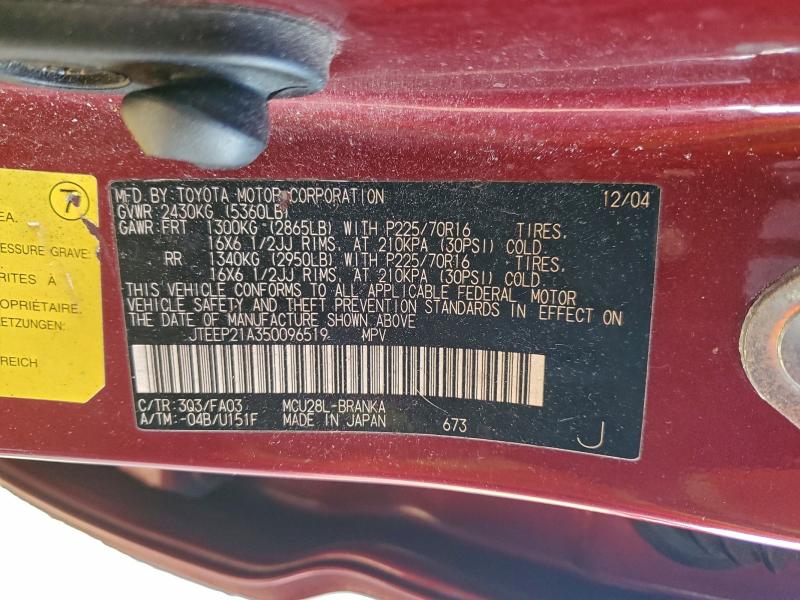 EA.
ESSURE GRAVE:
RITES À
OPRIÉTAIRE.
ETZUNGEN:
REICH
MFD. BY: TOYOTA MOTOR CORPORATION 12/04
GVWR 2430KG (5360LB)
GAWR: FRT 1300KG (2865LB) WITH P225/70R16 TIRES,
16X6 1/2JJ RIMS, AT 210KPA (30PSI) COLD.
RR 1340KG (2950LB) WITH P225/70R16 TIRES,
16X6 1/2JJ RIMS, AT 210KPA (30PSI) COLD.
THIS VEHICLE CONFORMS TO ALL APPLICABLE FEDERAL MOTOR
VEHICLE SAFETY AND THEFT PREVENTION STANDARDS IN EFFECT ON
THE DATE OF MANUFACTURE SHOWN ABOVE
JTEEP21A350096519 MPV
C/TR: 3Q3/FA03 MCU28L-BRANKA
A/TM: -04B/U151F MADE IN JAPAN 673 J